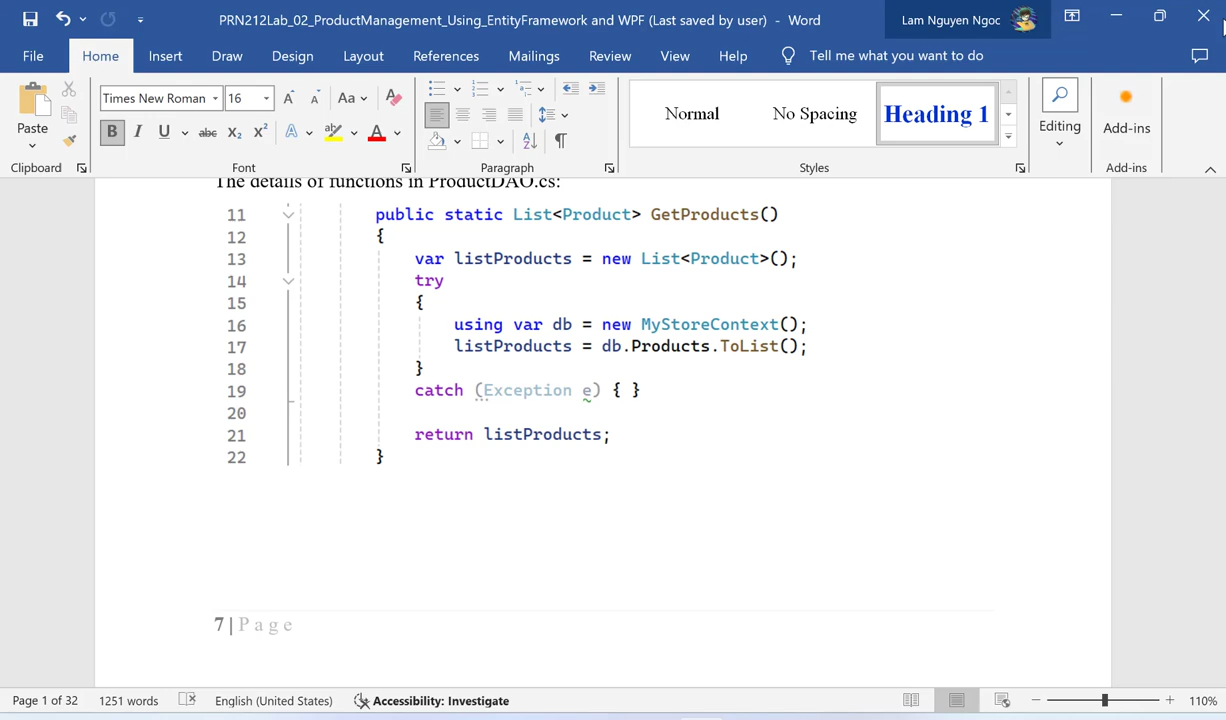 PRN212Lab_02_ProductManagement_Using_EntityFramework and WPF (Last saved by user) - Word
Lam Nguyen Ngoc
File Home Insert Draw Design Layout References Mailings Review View Help Tell me what you want to do
Paste
Times New Roman 16 Aa
B I U abc X₂ X² A ab A
Normal No Spacing Heading 1
Editing
Add-ins
Clipboard Font Paragraph Styles Add-ins
The details of functions in ProductDAO.cs:
11 public static List<Product> GetProducts()
12 {
13 var listProducts = new List<Product>();
14 try
15 {
16 using var db = new MyStoreContext();
17 listProducts = db.Products.ToList();
18 }
19 catch (Exception e) { }
20
21 return listProducts;
22 }
7 | P a g e
Page 1 of 32 1251 words English (United States) Accessibility: Investigate 110%